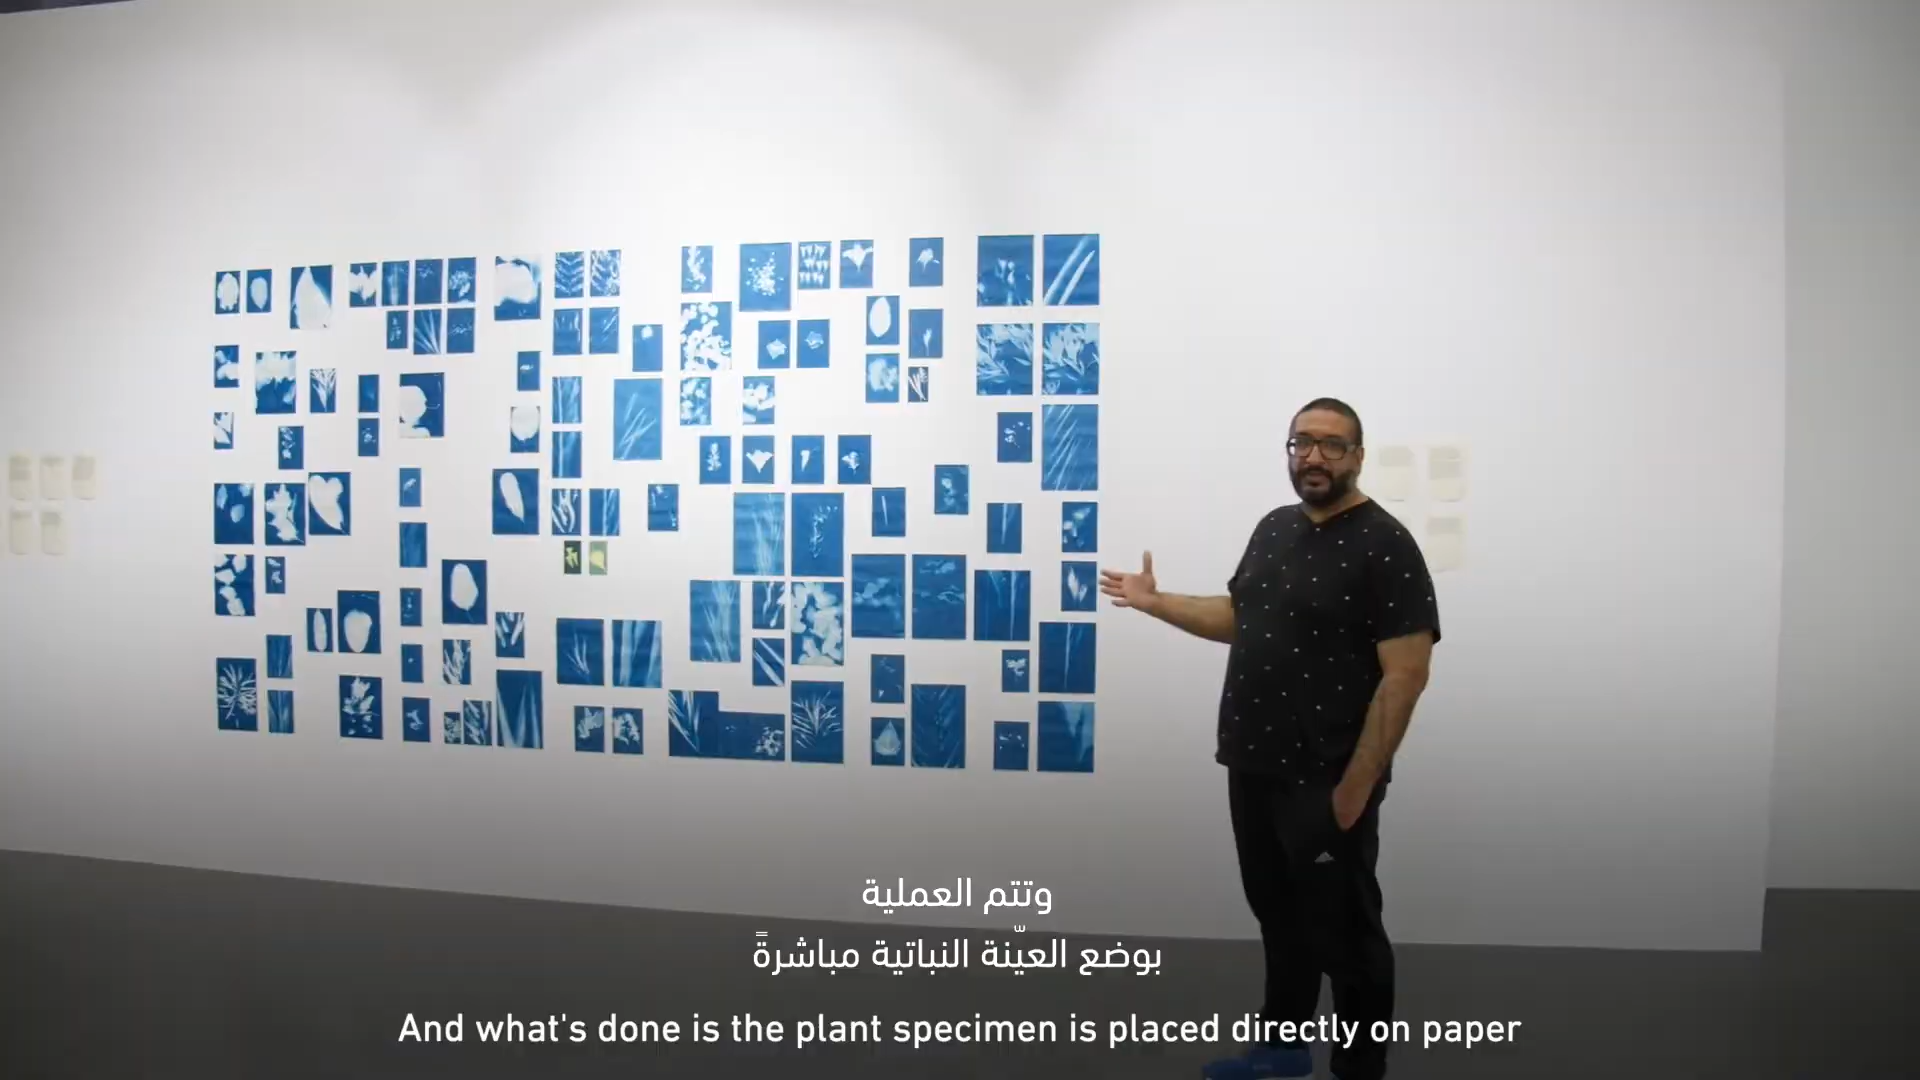 وتتم العملية
بوضع العيّنة النباتية مباشرةً
And what's done is the plant specimen is placed directly on paper